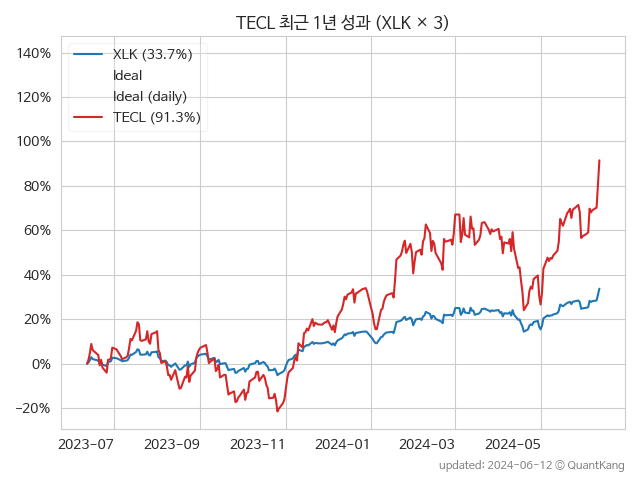 TECL 최근 1년 성과 (XLK × 3)
140%
120%
100%
80%
60%
40%
20%
0%
−20%
XLK (33.7%)
Ideal
Ideal (daily)
TECL (91.3%)
2023-07 2023-09 2023-11 2024-01 2024-03 2024-05
updated: 2024-06-12 © QuantKang